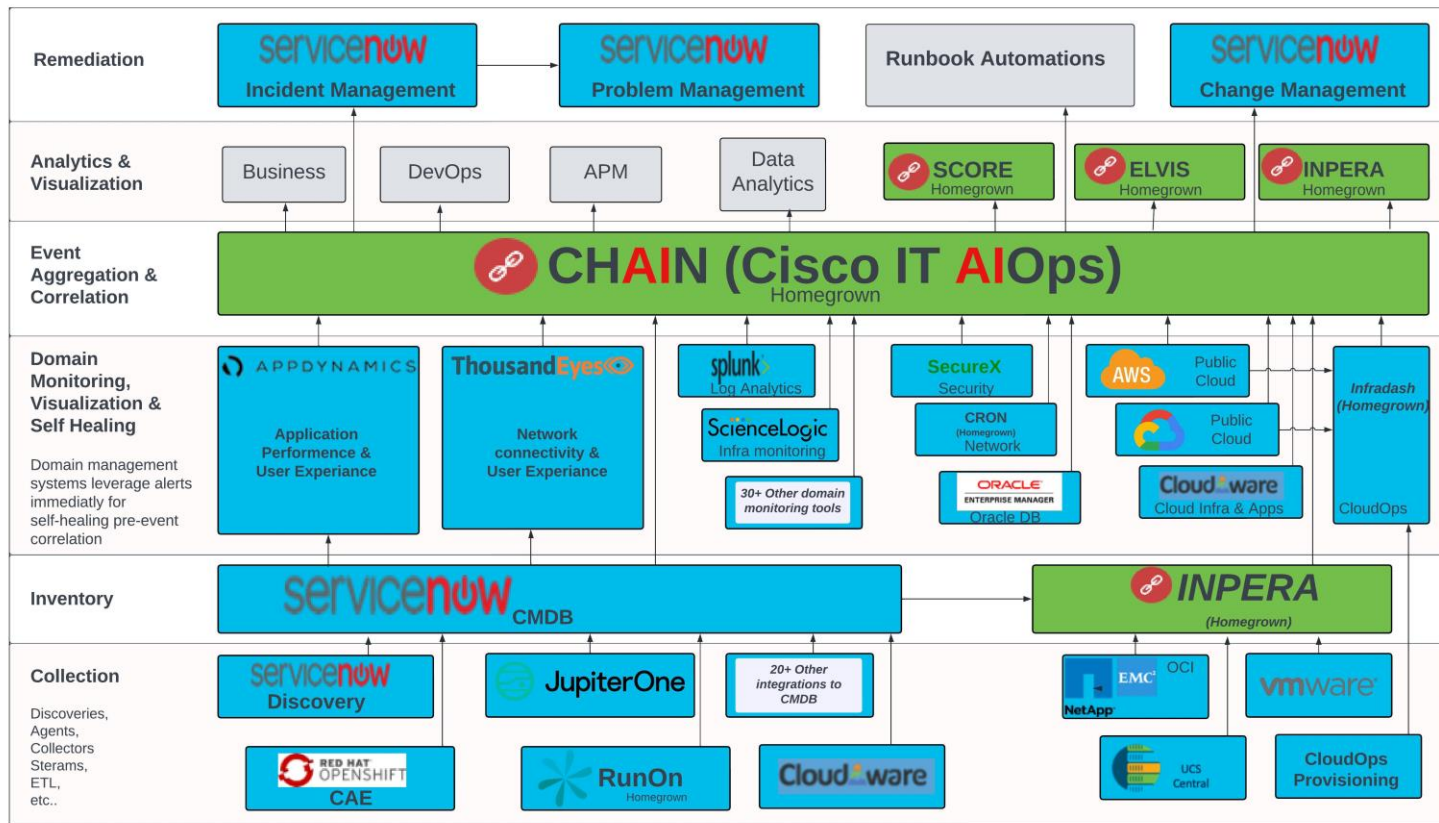 Remediation
servicenow
Incident Management
servicenow
Problem Management
Runbook Automations
servicenow
Change Management
Analytics &
Visualization
Business
DevOps
APM
Data
Analytics
SCORE
Homegrown
ELVIS
Homegrown
INPERA
Homegrown
Event
Aggregation &
Correlation
CHAIN (Cisco IT AIOps)
Homegrown
Domain
Monitoring,
Visualization &
Self Healing
Domain management
systems leverage alerts
immediatly for
self-healing pre-event
correlation
APPDYNAMICS
Application
Performence &
User Experiance
ThousandEyes
Network
connectivity &
User Experiance
splunk>
Log Analytics
ScienceLogic
Infra monitoring
30+ Other domain
monitoring tools
SecureX
Security
CRON
(Homegrown)
Network
ORACLE
ENTERPRISE MANAGER
Oracle DB
AWS
Public
Cloud
Public
Cloud
Cloudaware
Cloud Infra & Apps
Infradash
(Homegrown)
CloudOps
Inventory
servicenow
CMDB
INPERA
(Homegrown)
Collection
Discoveries,
Agents,
Collectors
Sterams,
ETL,
etc..
servicenow
Discovery
JupiterOne
20+ Other
integrations to
CMDB
RED HAT
OPENSHIFT
CAE
RunOn
Homegrown
Cloudaware
NetApp
EMC²
OCI
vmware
UCS
Central
CloudOps
Provisioning